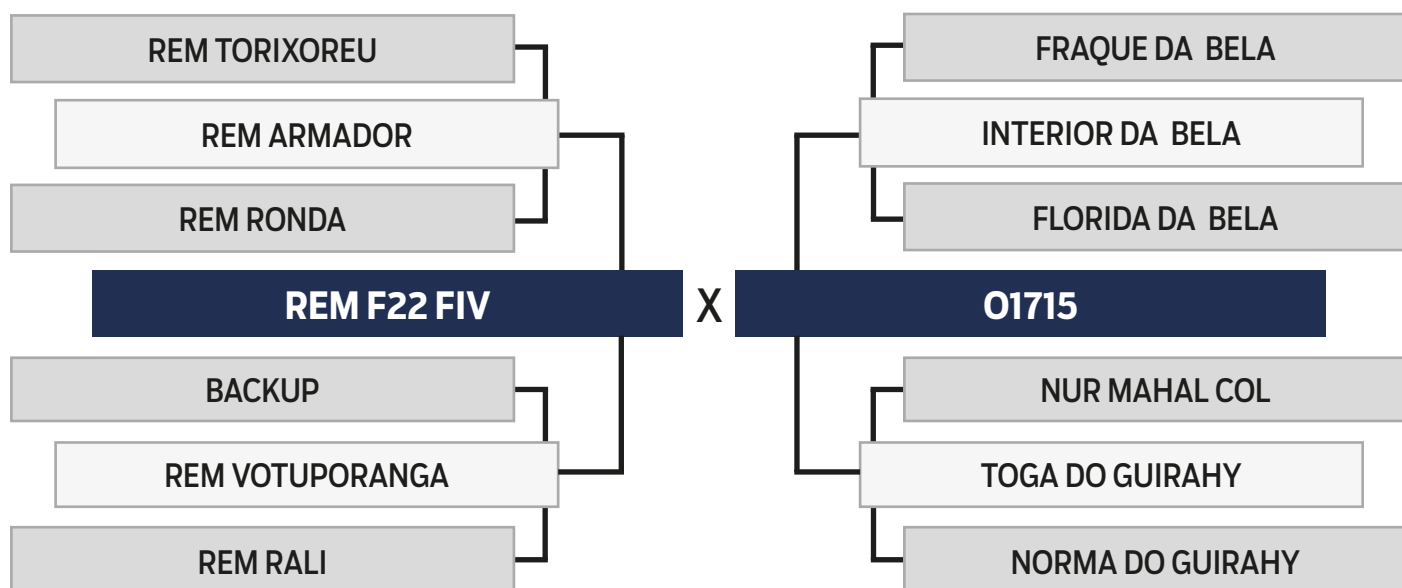 REM TORIXOREU
REM ARMADOR
REM RONDA
REM F22 FIV
BACKUP
REM VOTUPORANGA
REM RALI
X
FRAQUE DA BELA
INTERIOR DA BELA
FLORIDA DA BELA
O1715
NUR MAHAL COL
TOGA DO GUIRAHY
NORMA DO GUIRAHY